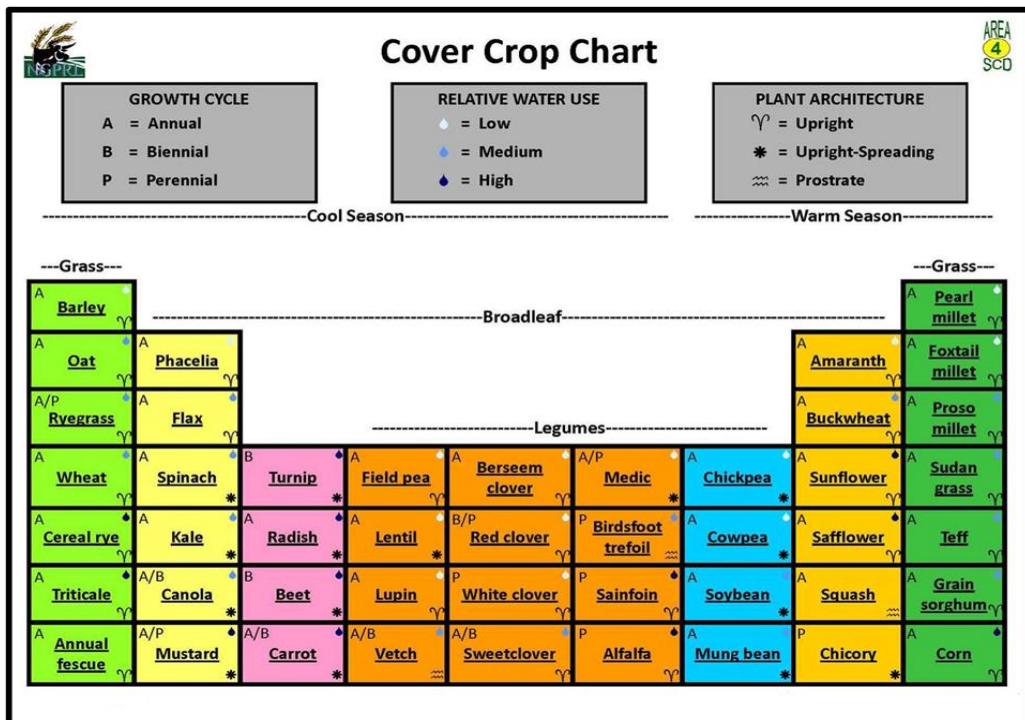 NGPRL
Cover Crop Chart
AREA
4
SCD
GROWTH CYCLE
A = Annual
B = Biennial
P = Perennial
RELATIVE WATER USE
= Low
= Medium
= High
PLANT ARCHITECTURE
= Upright
= Upright-Spreading
= Prostrate
Cool Season
Warm Season
Grass
Grass
Broadleaf
Legumes
A
Barley
A
Pearl
millet
A
Oat
A
Phacelia
A
Amaranth
A
Foxtail
millet
A/P
Ryegrass
A
Flax
A
Buckwheat
A
Proso
millet
A
Wheat
A
Spinach
B
Turnip
A
Field pea
A
Berseem
clover
A/P
Medic
A
Chickpea
A
Sunflower
A
Sudan
grass
A
Cereal rye
A
Kale
A
Radish
A
Lentil
B/P
Red clover
P
Birdsfoot
trefoil
A
Cowpea
A
Safflower
A
Teff
A
Triticale
A/B
Canola
B
Beet
A
Lupin
P
White clover
P
Sainfoin
A
Soybean
A
Squash
A
Grain
sorghum
A
Annual
fescue
A/P
Mustard
A/B
Carrot
A/B
Vetch
A/B
Sweetclover
P
Alfalfa
A
Mung bean
P
Chicory
A
Corn